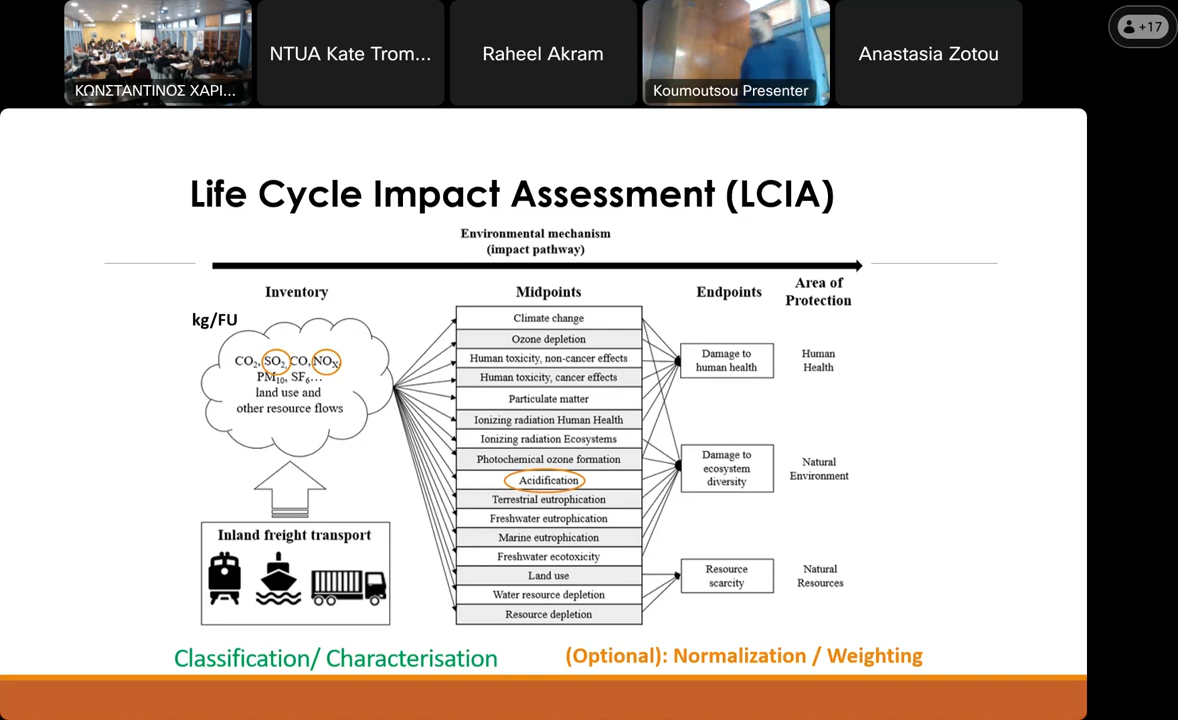 ΚΩΝΣΤΑΝΤΙΝΟΣ ΧΑΡΙ...
NTUA Kate Trom...
Raheel Akram
Koumoutsou Presenter
Anastasia Zotou
+17
Life Cycle Impact Assessment (LCIA)
Environmental mechanism
(impact pathway)
Inventory
Midpoints
Endpoints
Area of
Protection
kg/FU
CO2, SO2, CO, NOX
PM10, SF6...
land use and
other resource flows
Inland freight transport
Climate change
Ozone depletion
Human toxicity, non-cancer effects
Human toxicity, cancer effects
Particulate matter
Ionizing radiation Human Health
Ionizing radiation Ecosystems
Photochemical ozone formation
Acidification
Terrestrial eutrophication
Freshwater eutrophication
Marine eutrophication
Freshwater ecotoxicity
Land use
Water resource depletion
Resource depletion
Damage to
human health
Human
Health
Damage to
ecosystem
diversity
Natural
Environment
Resource
scarcity
Natural
Resources
Classification/ Characterisation
(Optional): Normalization / Weighting